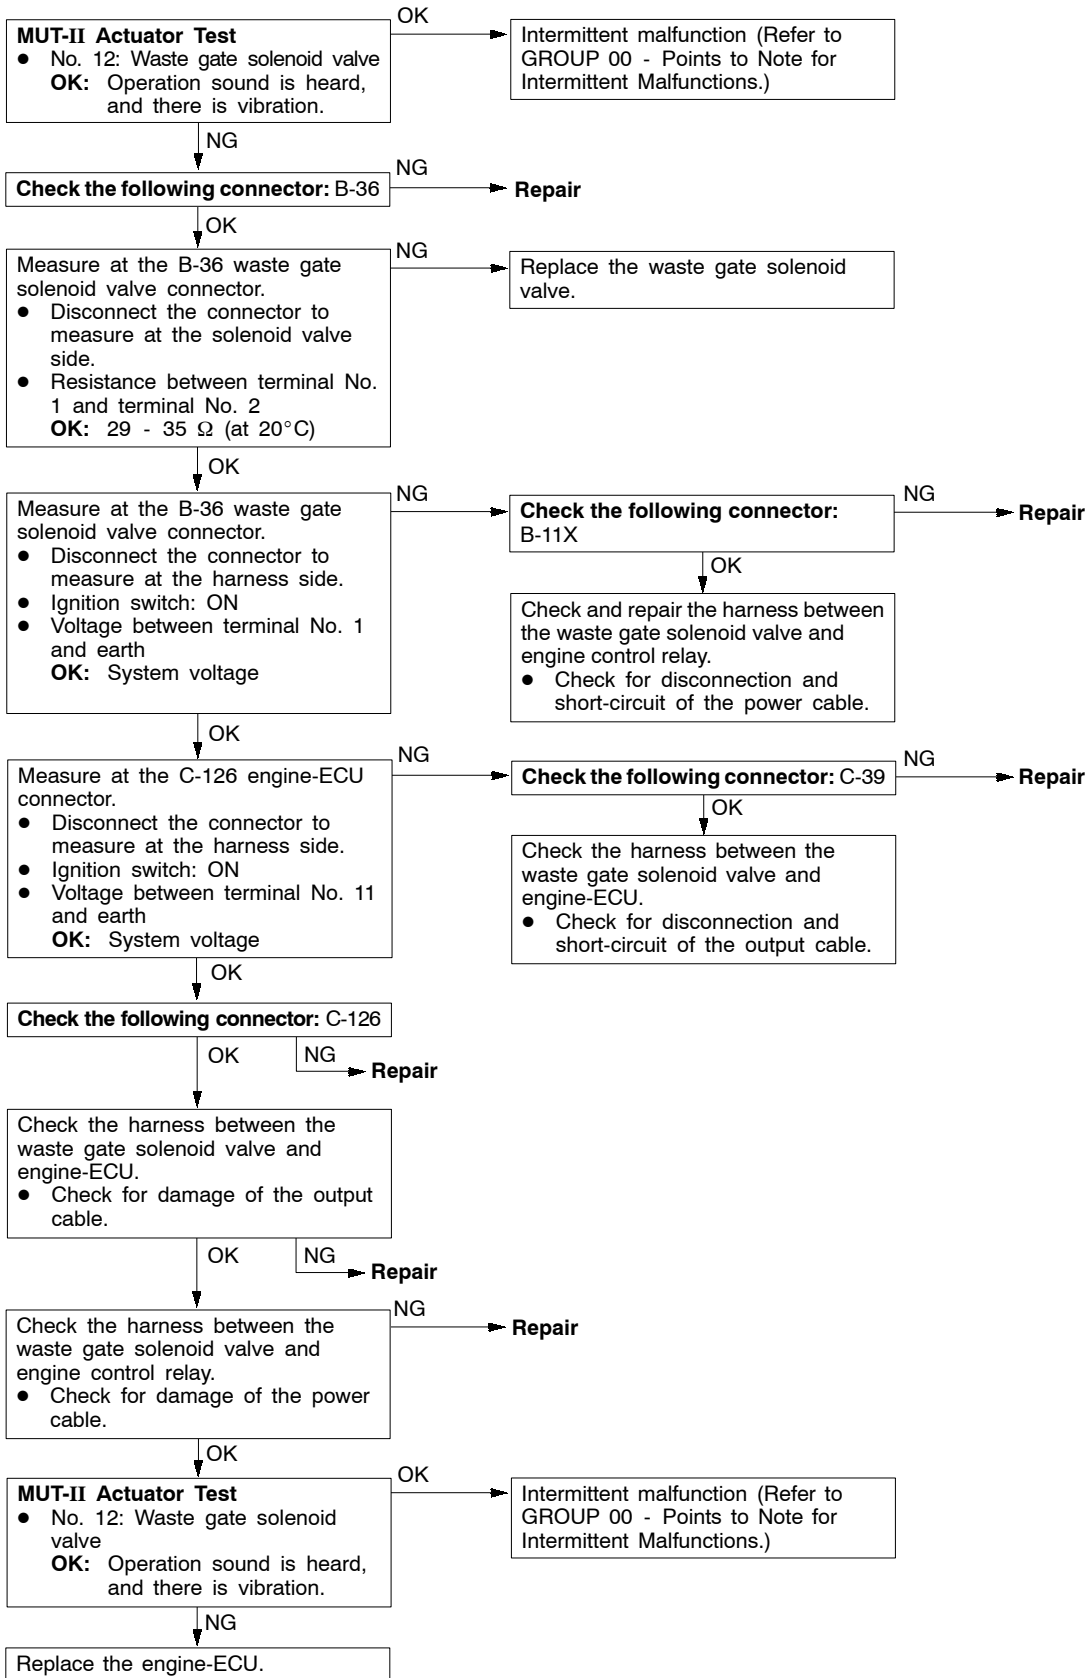 MUT-II Actuator Test
● No. 12: Waste gate solenoid valve
OK: Operation sound is heard,
and there is vibration.
OK
Intermittent malfunction (Refer to
GROUP 00 - Points to Note for
Intermittent Malfunctions.)
NG
Check the following connector: B-36
NG
Repair
OK
Measure at the B-36 waste gate
solenoid valve connector.
● Disconnect the connector to
measure at the solenoid valve
side.
● Resistance between terminal No.
1 and terminal No. 2
OK: 29 - 35 Ω (at 20°C)
NG
Replace the waste gate solenoid
valve.
OK
Measure at the B-36 waste gate
solenoid valve connector.
● Disconnect the connector to
measure at the harness side.
● Ignition switch: ON
● Voltage between terminal No. 1
and earth
OK: System voltage
NG
Check the following connector:
B-11X
NG
Repair
OK
Check and repair the harness between
the waste gate solenoid valve and
engine control relay.
● Check for disconnection and
short-circuit of the power cable.
OK
Measure at the C-126 engine-ECU
connector.
● Disconnect the connector to
measure at the harness side.
● Ignition switch: ON
● Voltage between terminal No. 11
and earth
OK: System voltage
NG
Check the following connector: C-39
NG
Repair
OK
Check the harness between the
waste gate solenoid valve and
engine-ECU.
● Check for disconnection and
short-circuit of the output cable.
OK
Check the following connector: C-126
OK
NG
Repair
Check the harness between the
waste gate solenoid valve and
engine-ECU.
● Check for damage of the output
cable.
OK
NG
Repair
Check the harness between the
waste gate solenoid valve and
engine control relay.
● Check for damage of the power
cable.
NG
Repair
OK
MUT-II Actuator Test
● No. 12: Waste gate solenoid
valve
OK: Operation sound is heard,
and there is vibration.
OK
Intermittent malfunction (Refer to
GROUP 00 - Points to Note for
Intermittent Malfunctions.)
NG
Replace the engine-ECU.